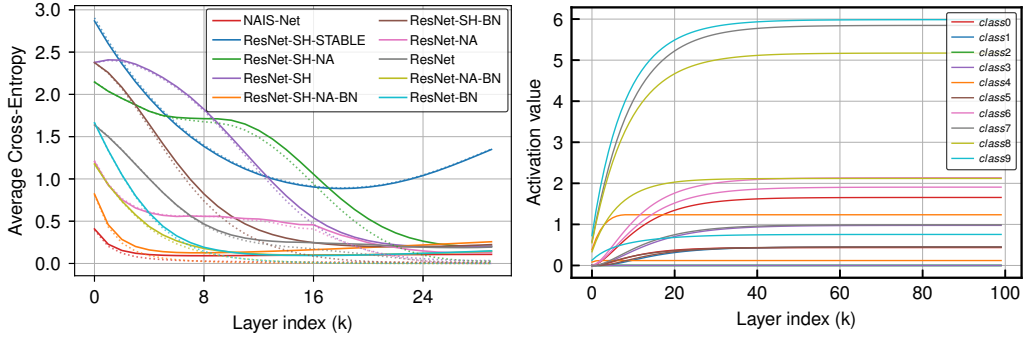 3.0
2.5
2.0
1.5
1.0
0.5
0.0
Average Cross-Entropy
NAIS-Net
ResNet-SH-STABLE
ResNet-SH-NA
ResNet-SH
ResNet-SH-NA-BN
ResNet-SH-BN
ResNet-NA
ResNet
ResNet-NA-BN
ResNet-BN
0
8
16
24
Layer index (k)
6
5
4
3
2
1
0
Activation value
class0
class1
class2
class3
class4
class5
class6
class7
class8
class9
0
20
40
60
80
100
Layer index (k)